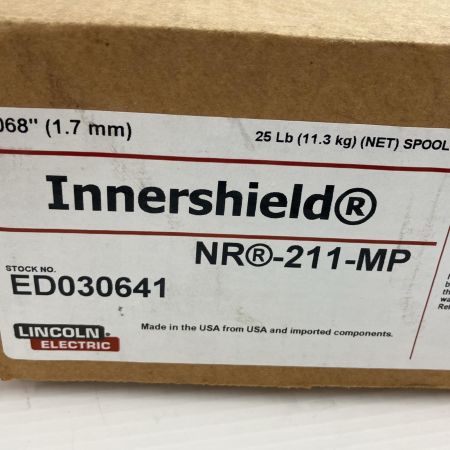 068" (1.7 mm)
25 Lb (11.3 kg) (NET) SPOOL
Innershield®
NR®-211-MP
STOCK NO.
ED030641
LINCOLN
ELECTRIC
Made in the USA from USA and imported components.